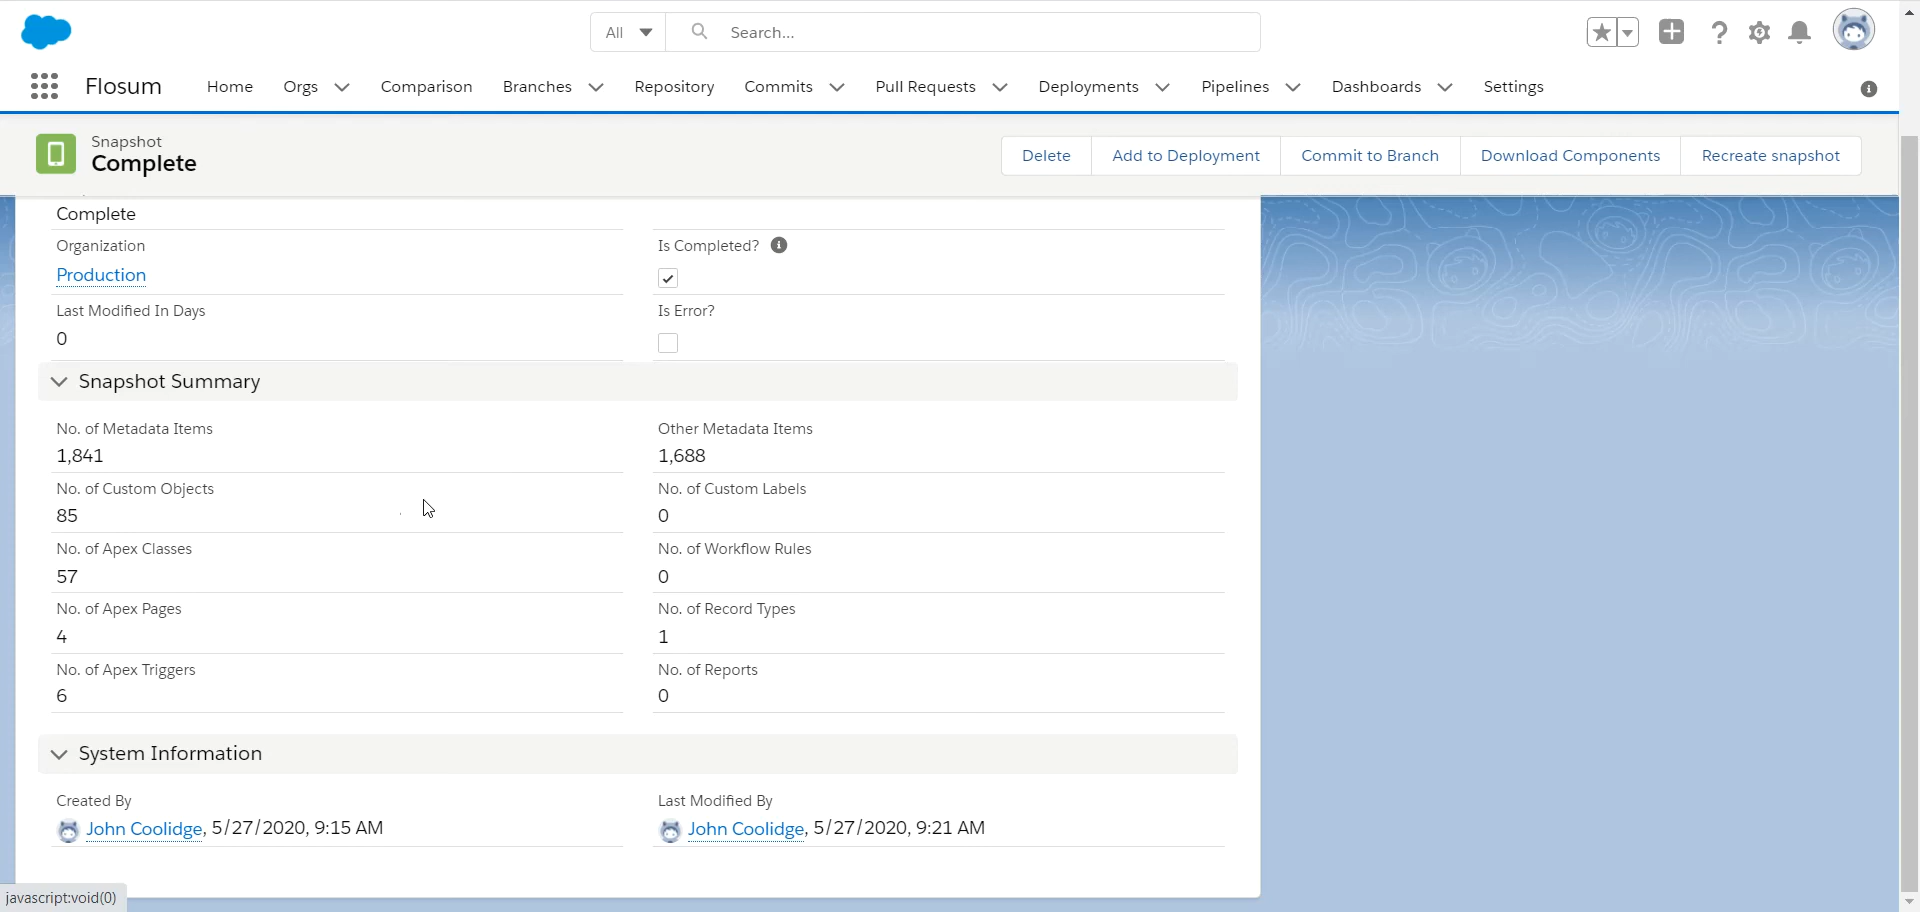 All
Search...
Flosum
Home
Orgs
Comparison
Branches
Repository
Commits
Pull Requests
Deployments
Pipelines
Dashboards
Settings
Snapshot
Complete
Delete
Add to Deployment
Commit to Branch
Download Components
Recreate snapshot
Complete
Organization
Production
Is Completed?
Last Modified In Days
0
Is Error?
Snapshot Summary
No. of Metadata Items
1,841
Other Metadata Items
1,688
No. of Custom Objects
85
No. of Custom Labels
0
No. of Apex Classes
57
No. of Workflow Rules
0
No. of Apex Pages
4
No. of Record Types
1
No. of Apex Triggers
6
No. of Reports
0
System Information
Created By
John Coolidge, 5/27/2020, 9:15 AM
Last Modified By
John Coolidge, 5/27/2020, 9:21 AM
javascript:void(0)